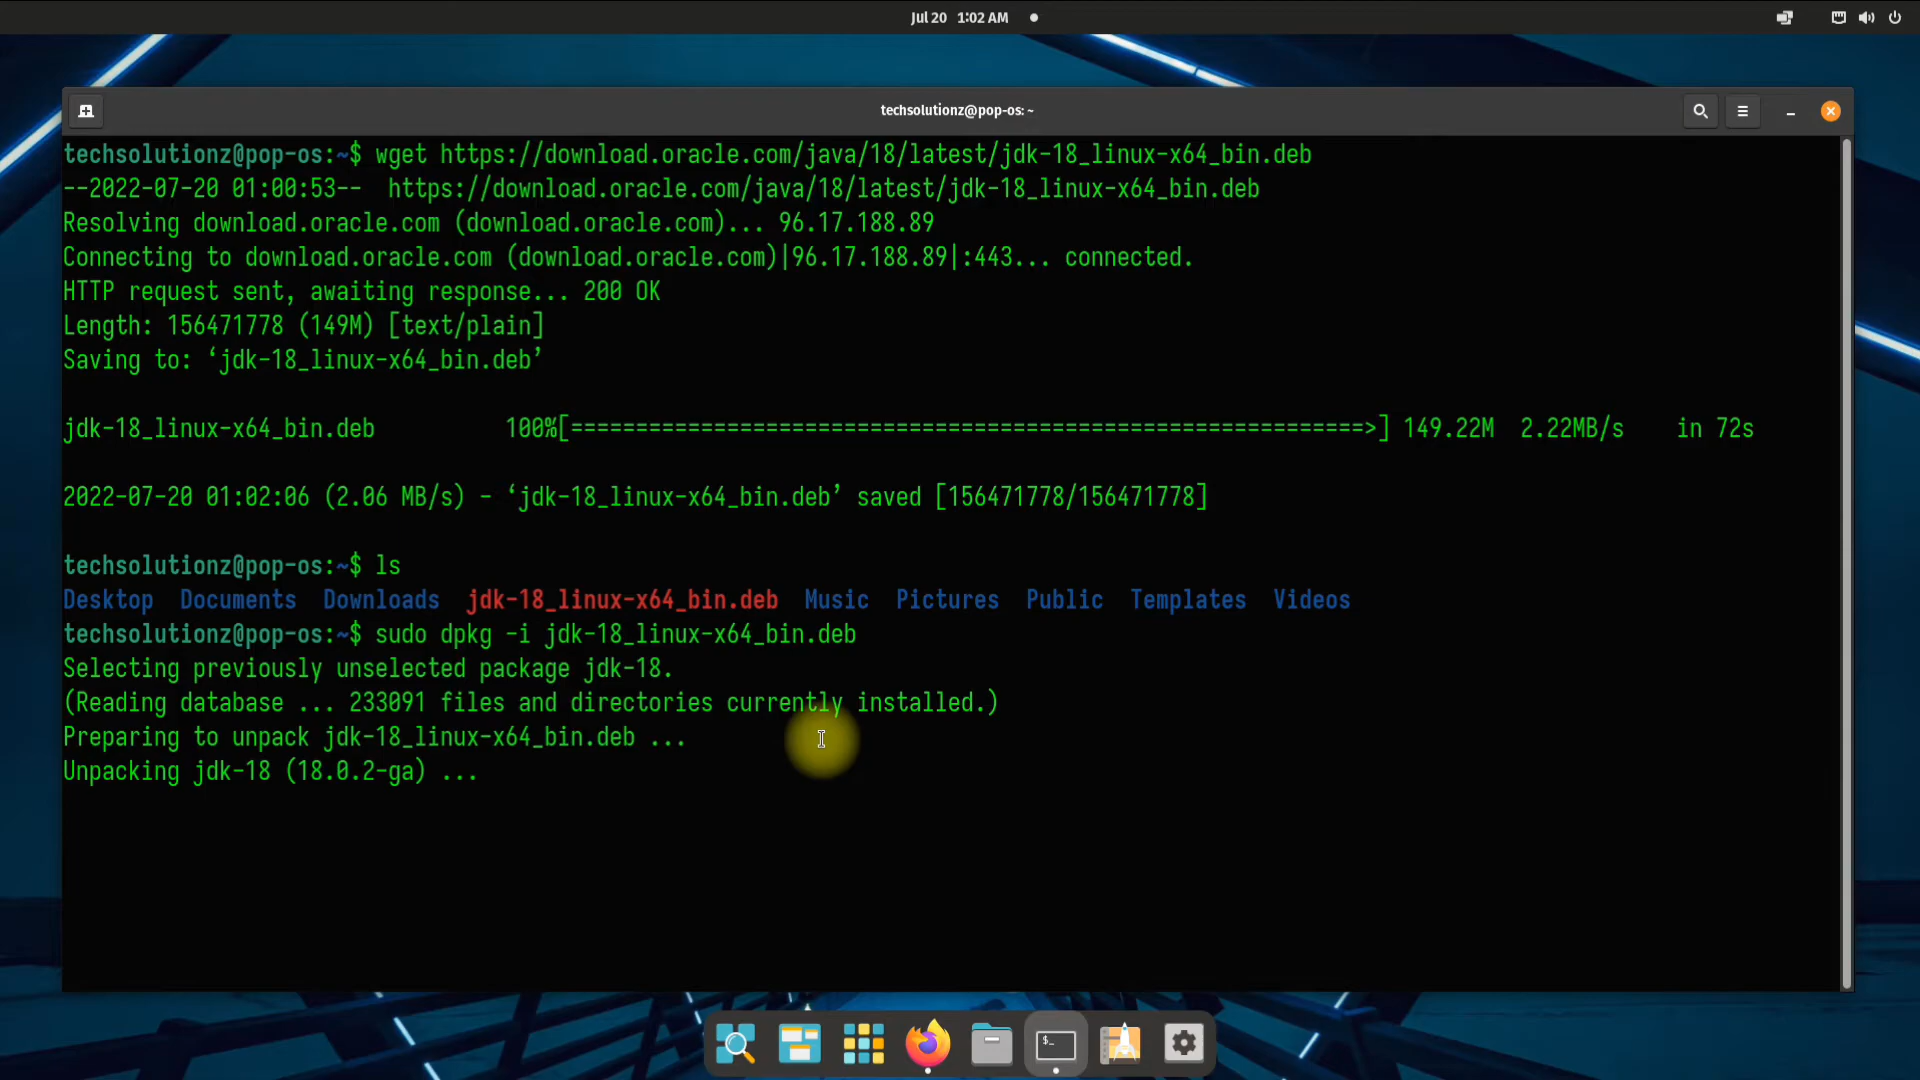 Jul 20 1:02 AM
techsolutionz@pop-os: ~
techsolutionz@pop-os:~$ wget https://download.oracle.com/java/18/latest/jdk-18_linux-x64_bin.deb
--2022-07-20 01:00:53--  https://download.oracle.com/java/18/latest/jdk-18_linux-x64_bin.deb
Resolving download.oracle.com (download.oracle.com)... 96.17.188.89
Connecting to download.oracle.com (download.oracle.com)|96.17.188.89|:443... connected.
HTTP request sent, awaiting response... 200 OK
Length: 156471778 (149M) [text/plain]
Saving to: ‘jdk-18_linux-x64_bin.deb’
jdk-18_linux-x64_bin.deb 100%[=============================================================>] 149.22M 2.22MB/s in 72s
2022-07-20 01:02:06 (2.06 MB/s) - ‘jdk-18_linux-x64_bin.deb’ saved [156471778/156471778]
techsolutionz@pop-os:~$ ls
Desktop Documents Downloads jdk-18_linux-x64_bin.deb Music Pictures Public Templates Videos
techsolutionz@pop-os:~$ sudo dpkg -i jdk-18_linux-x64_bin.deb
Selecting previously unselected package jdk-18.
(Reading database ... 233091 files and directories currently installed.)
Preparing to unpack jdk-18_linux-x64_bin.deb ...
Unpacking jdk-18 (18.0.2-ga) ...
$_